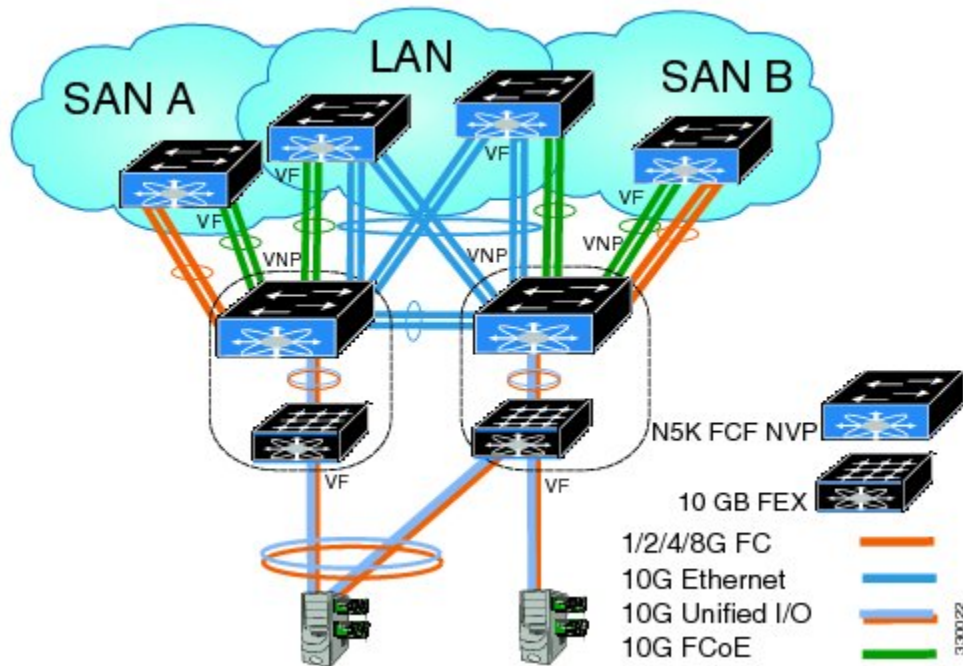 SAN A
LAN
SAN B
VF
VF
VF
VF
VNP
VNP
VNP
VF
VF
N5K FCF NVP
10 GB FEX
1/2/4/8G FC
10G Ethernet
10G Unified I/O
10G FCoE
330022